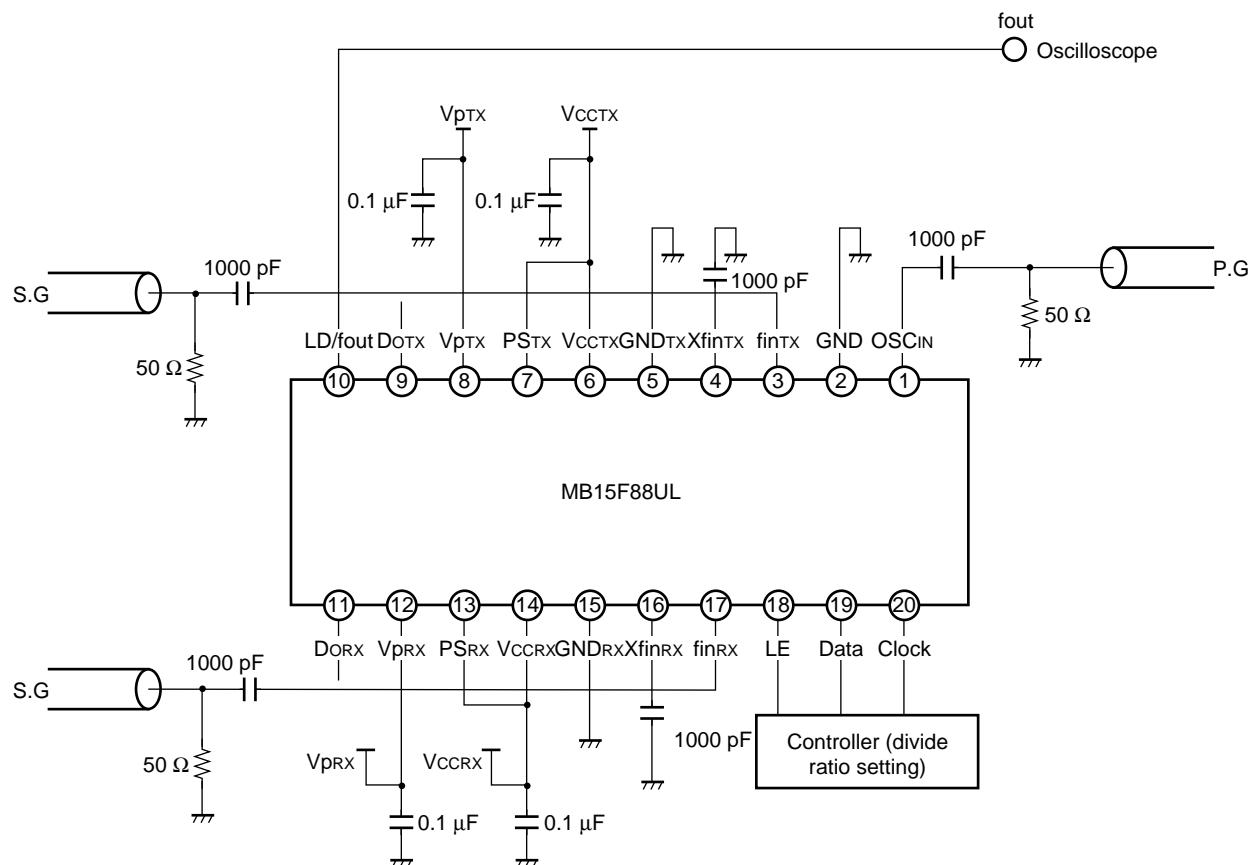 fout
Oscilloscope
VpTX
VCCTX
0.1 μF
0.1 μF
1000 pF
S.G
1000 pF
1000 pF
P.G
50 Ω
50 Ω
LD/fout DOTX VpTX PSTX VCCTX GNDTX XfinTX finTX GND OSCIN
10 9 8 7 6 5 4 3 2 1
MB15F88UL
11 12 13 14 15 16 17 18 19 20
DORX VpRX PSRX VCCRX GNDRX XfinRX finRX LE Data Clock
S.G
1000 pF
50 Ω
VpRX
VCCRX
1000 pF
Controller (divide
ratio setting)
0.1 μF
0.1 μF